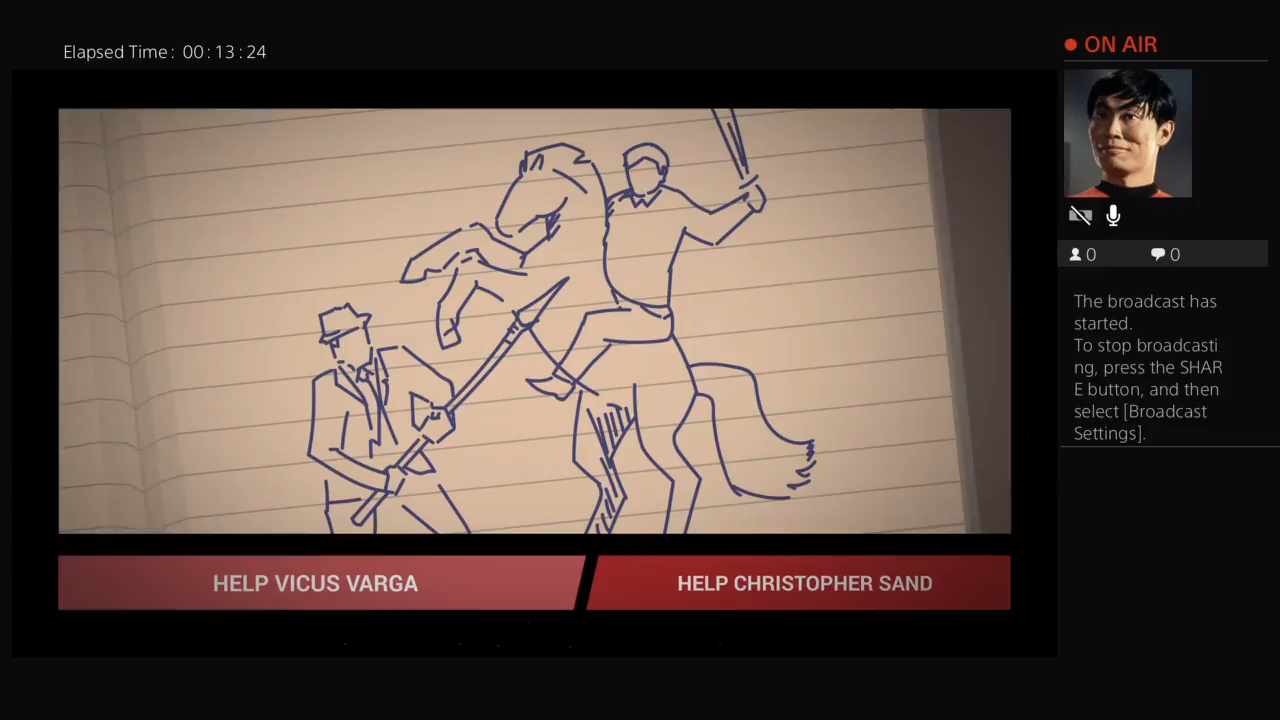 Elapsed Time: 00:13:24
ON AIR
0
0
The broadcast has
started.
To stop broadcasti
ng, press the SHAR
E button, and then
select [Broadcast
Settings].
HELP VICUS VARGA
HELP CHRISTOPHER SAND